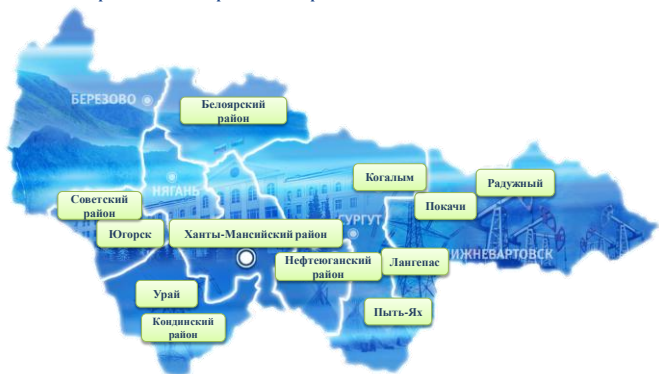 БЕРЕЗОВО
Белоярский
район
НЯГАНЬ
Когалым
Радужный
Советский
район
Покачи
Югорск
Ханты-Мансийский район
СУРГУТ
Нефтеюганский
район
Лангепас
НИЖНЕВАРТОВСК
Урай
Пыть-Ях
Кондинский
район